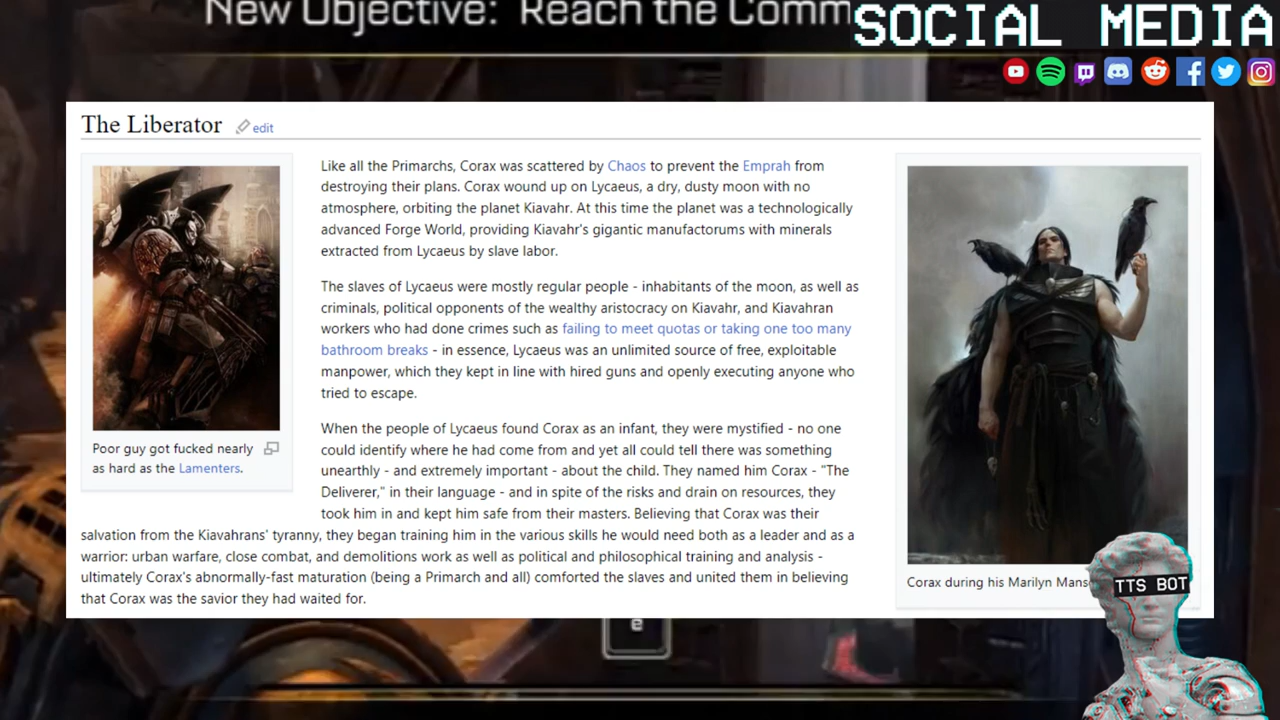 New Objective: Reach the Comm
SOCIAL MEDIA
The Liberator edit
Like all the Primarchs, Corax was scattered by Chaos to prevent the Emprah from
destroying their plans. Corax wound up on Lycaeus, a dry, dusty moon with no
atmosphere, orbiting the planet Kiavahr. At this time the planet was a technologically
advanced Forge World, providing Kiavahr's gigantic manufactorums with minerals
extracted from Lycaeus by slave labor.
The slaves of Lycaeus were mostly regular people - inhabitants of the moon, as well as
criminals, political opponents of the wealthy aristocracy on Kiavahr, and Kiavahran
workers who had done crimes such as failing to meet quotas or taking one too many
bathroom breaks - in essence, Lycaeus was an unlimited source of free, exploitable
manpower, which they kept in line with hired guns and openly executing anyone who
tried to escape.
When the people of Lycaeus found Corax as an infant, they were mystified - no one
could identify where he had come from and yet all could tell there was something
unearthly - and extremely important - about the child. They named him Corax - "The
Deliverer," in their language - and in spite of the risks and drain on resources, they
took him in and kept him safe from their masters. Believing that Corax was their
salvation from the Kiavahrans' tyranny, they began training him in the various skills he would need both as a leader and as a
warrior: urban warfare, close combat, and demolitions work as well as political and philosophical training and analysis -
ultimately Corax's abnormally-fast maturation (being a Primarch and all) comforted the slaves and united them in believing
that Corax was the savior they had waited for.
Poor guy got fucked nearly
as hard as the Lamenters.
Corax during his Marilyn Mans
TTS BOT
e